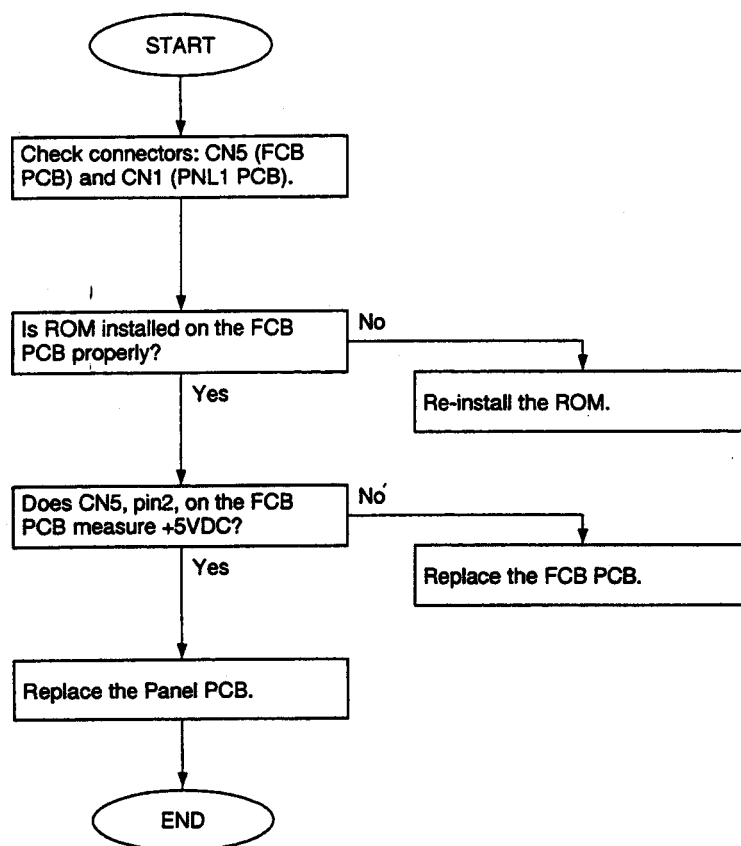 START
Check connectors: CN5 (FCB
PCB) and CN1 (PNL1 PCB).
Is ROM installed on the FCB
PCB properly?
No
Re-install the ROM.
Yes
Does CN5, pin2, on the FCB
PCB measure +5VDC?
No
Replace the FCB PCB.
Yes
Replace the Panel PCB.
END